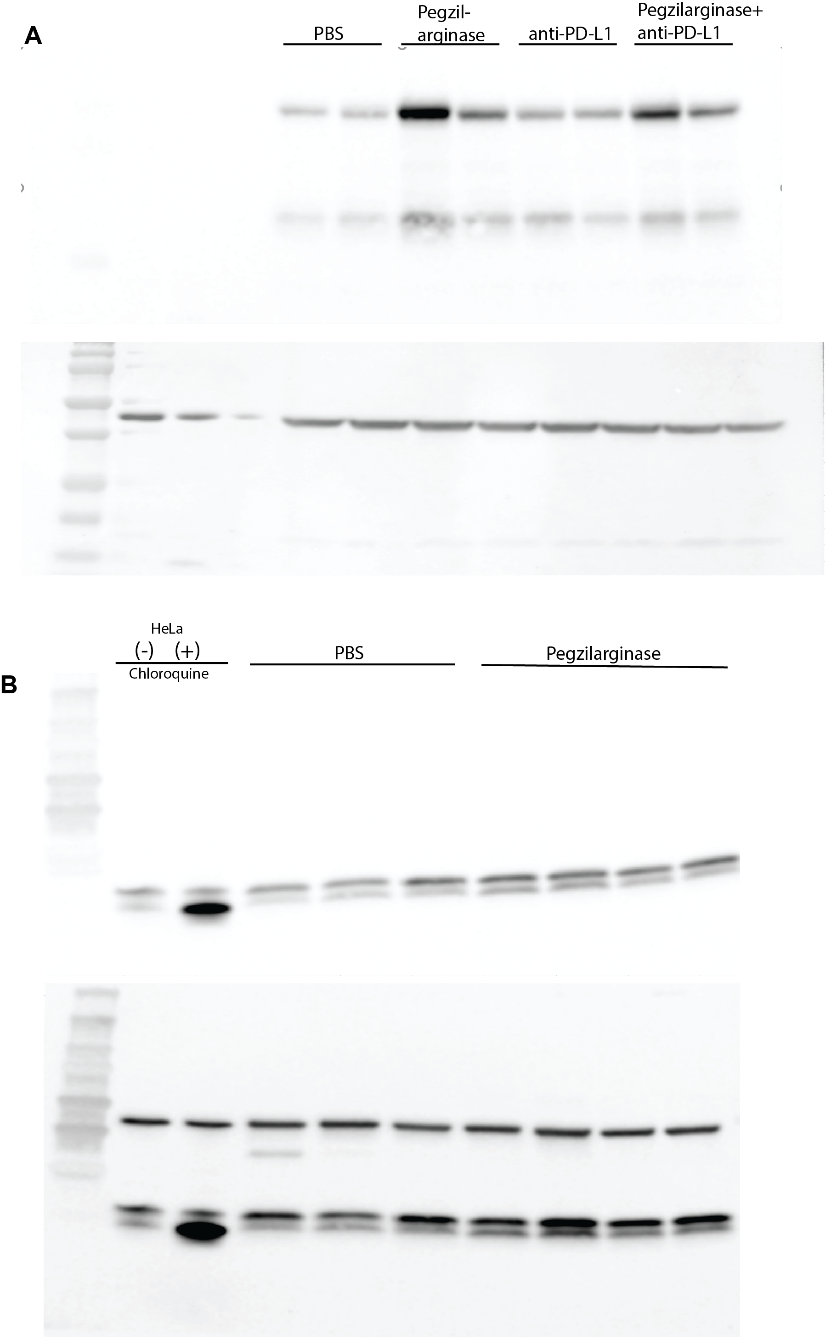 A
PBS
Pegzil-
arginase
anti-PD-L1
Pegzilarginase+
anti-PD-L1
B
HeLa
(-) (+)
Chloroquine
PBS
Pegzilarginase